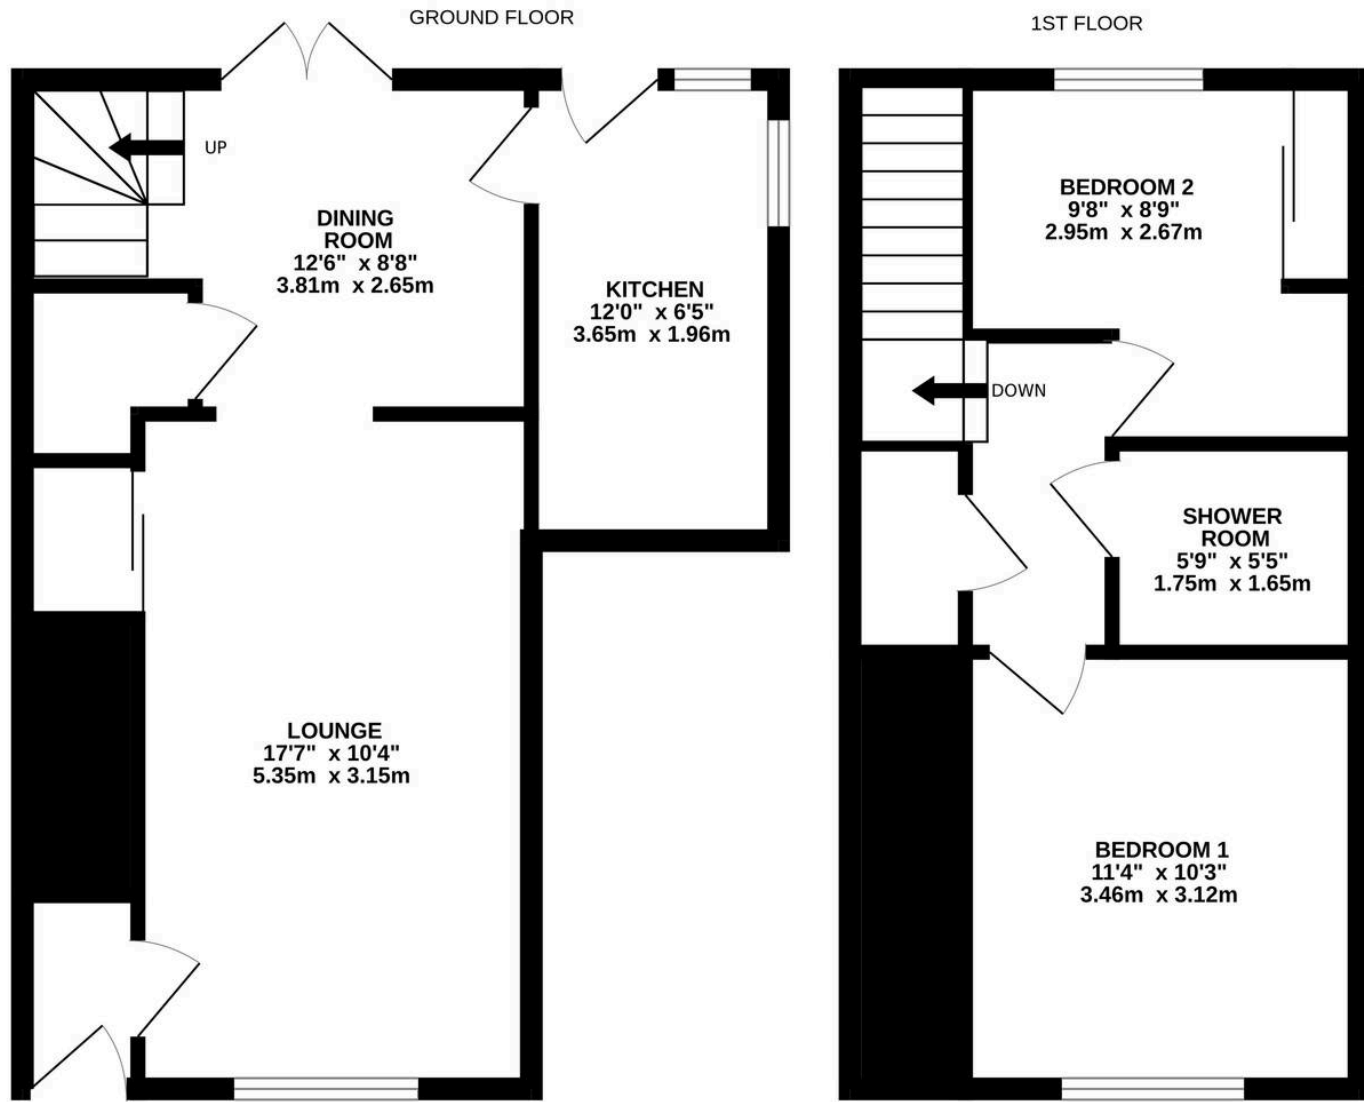 GROUND FLOOR
UP
DINING
ROOM
12'6" x 8'8"
3.81m x 2.65m
KITCHEN
12'0" x 6'5"
3.65m x 1.96m
LOUNGE
17'7" x 10'4"
5.35m x 3.15m
1ST FLOOR
BEDROOM 2
9'8" x 8'9"
2.95m x 2.67m
DOWN
SHOWER
ROOM
5'9" x 5'5"
1.75m x 1.65m
BEDROOM 1
11'4" x 10'3"
3.46m x 3.12m